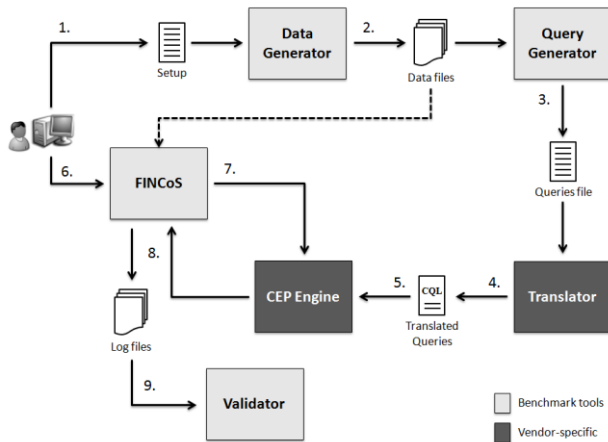 1.
Setup
Data
Generator
2.
Data files
Query
Generator
3.
Queries file
6.
FINCoS
7.
8.
CEP Engine
5.
CQL
Translated
Queries
4.
Translator
Log files
9.
Validator
Benchmark tools
Vendor-specific